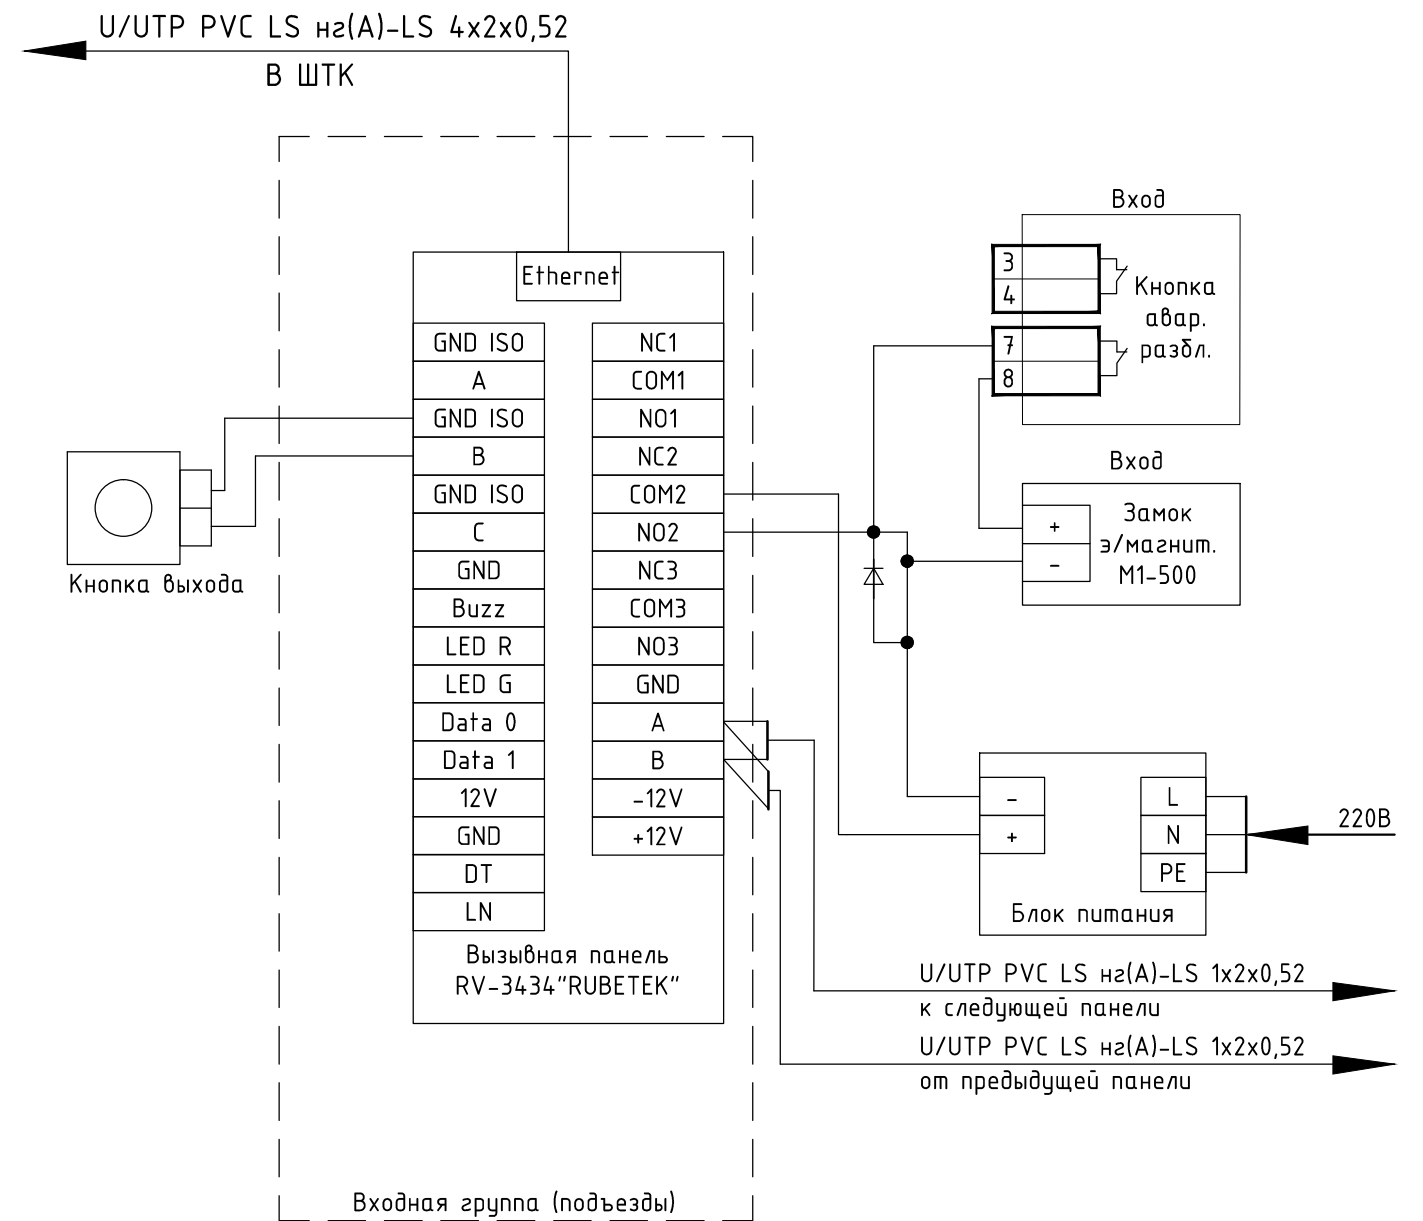 U/UTP PVC LS нг(A)-LS 4x2x0,52
В ШТК
Ethernet
GND ISO
A
GND ISO
B
GND ISO
C
GND
Buzz
LED R
LED G
Data 0
Data 1
12V
GND
DT
LN
NC1
COM1
NO1
NC2
COM2
NO2
NC3
COM3
NO3
GND
A
B
-12V
+12V
Вызывная панель
RV-3434"RUBETEK"
Входная группа (подъезды)
Кнопка выхода
Вход
3
4
7
8
Кнопка
авар.
разбл.
Вход
+
-
Замок
э/магнит.
М1-500
-
+
L
N
PE
Блок питания
220В
U/UTP PVC LS нг(A)-LS 1x2x0,52
к следующей панели
U/UTP PVC LS нг(A)-LS 1x2x0,52
от предыдущей панели